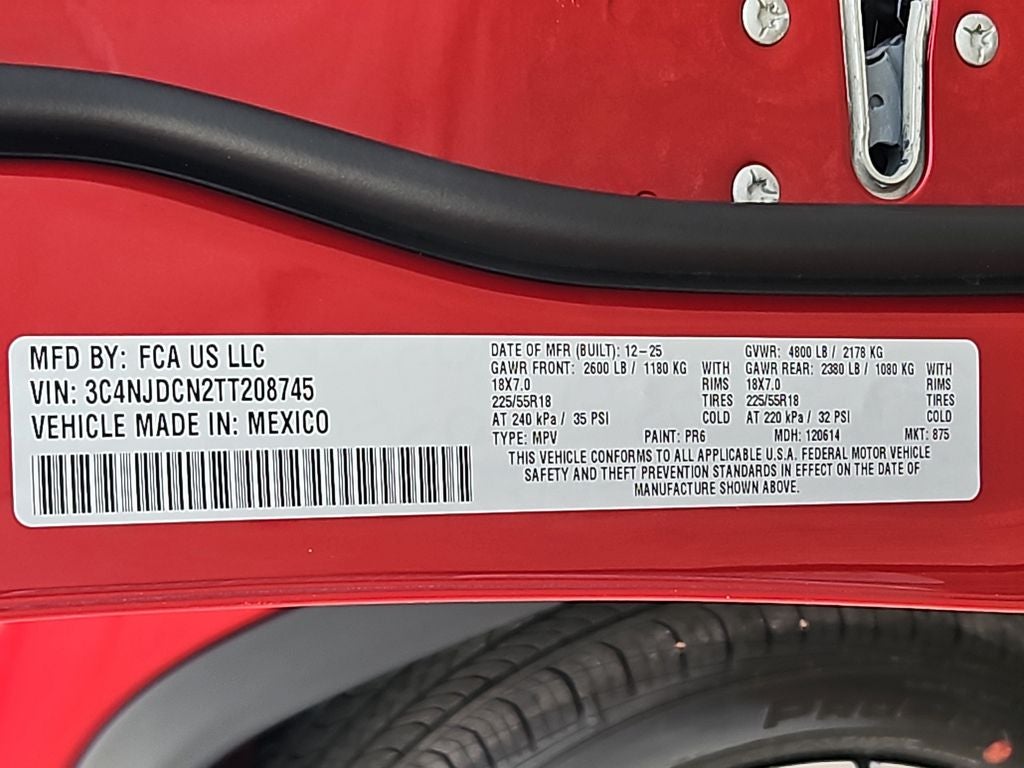 MFD BY: FCA US LLC
VIN: 3C4NJDCN2TT208745
VEHICLE MADE IN: MEXICO
DATE OF MFR (BUILT): 12-25 GVWR: 4800 LB / 2178 KG
GAWR FRONT: 2600 LB / 1180 KG WITH GAWR REAR: 2380 LB / 1080 KG WITH
18X7.0 RIMS 18X7.0 RIMS
225/55R18 TIRES 225/55R18 TIRES
AT 240 kPa / 35 PSI COLD AT 220 kPa / 32 PSI COLD
TYPE: MPV PAINT: PR6 MDH: 120614 MKT: 875
THIS VEHICLE CONFORMS TO ALL APPLICABLE U.S.A. FEDERAL MOTOR VEHICLE
SAFETY AND THEFT PREVENTION STANDARDS IN EFFECT ON THE DATE OF
MANUFACTURE SHOWN ABOVE.